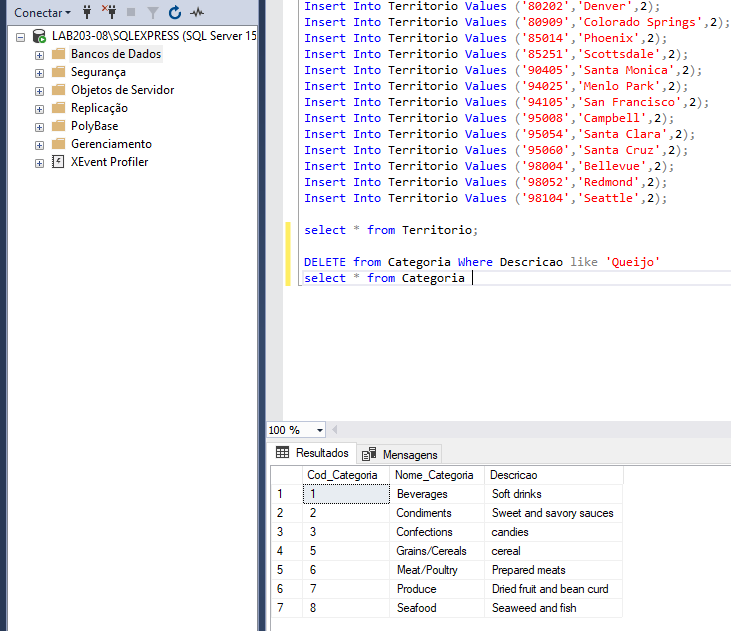 Conectar
LAB203-08\SQLEXPRESS (SQL Server 15
Bancos de Dados
Segurança
Objetos de Servidor
Replicação
PolyBase
Gerenciamento
XEvent Profiler
Insert Into Territorio Values ('80202','Denver',2);
Insert Into Territorio Values ('80909','Colorado Springs',2);
Insert Into Territorio Values ('85014','Phoenix',2);
Insert Into Territorio Values ('85251','Scottsdale',2);
Insert Into Territorio Values ('90405','Santa Monica',2);
Insert Into Territorio Values ('94025','Menlo Park',2);
Insert Into Territorio Values ('94105','San Francisco',2);
Insert Into Territorio Values ('95008','Campbell',2);
Insert Into Territorio Values ('95054','Santa Clara',2);
Insert Into Territorio Values ('95060','Santa Cruz',2);
Insert Into Territorio Values ('98004','Bellevue',2);
Insert Into Territorio Values ('98052','Redmond',2);
Insert Into Territorio Values ('98104','Seattle',2);
select * from Territorio;
DELETE from Categoria Where Descricao like 'Queijo'
select * from Categoria
100 %
Resultados Mensagens
Cod_Categoria Nome_Categoria Descricao
1 1 Beverages Soft drinks
2 2 Condiments Sweet and savory sauces
3 3 Confections candies
4 5 Grains/Cereals cereal
5 6 Meat/Poultry Prepared meats
6 7 Produce Dried fruit and bean curd
7 8 Seafood Seaweed and fish